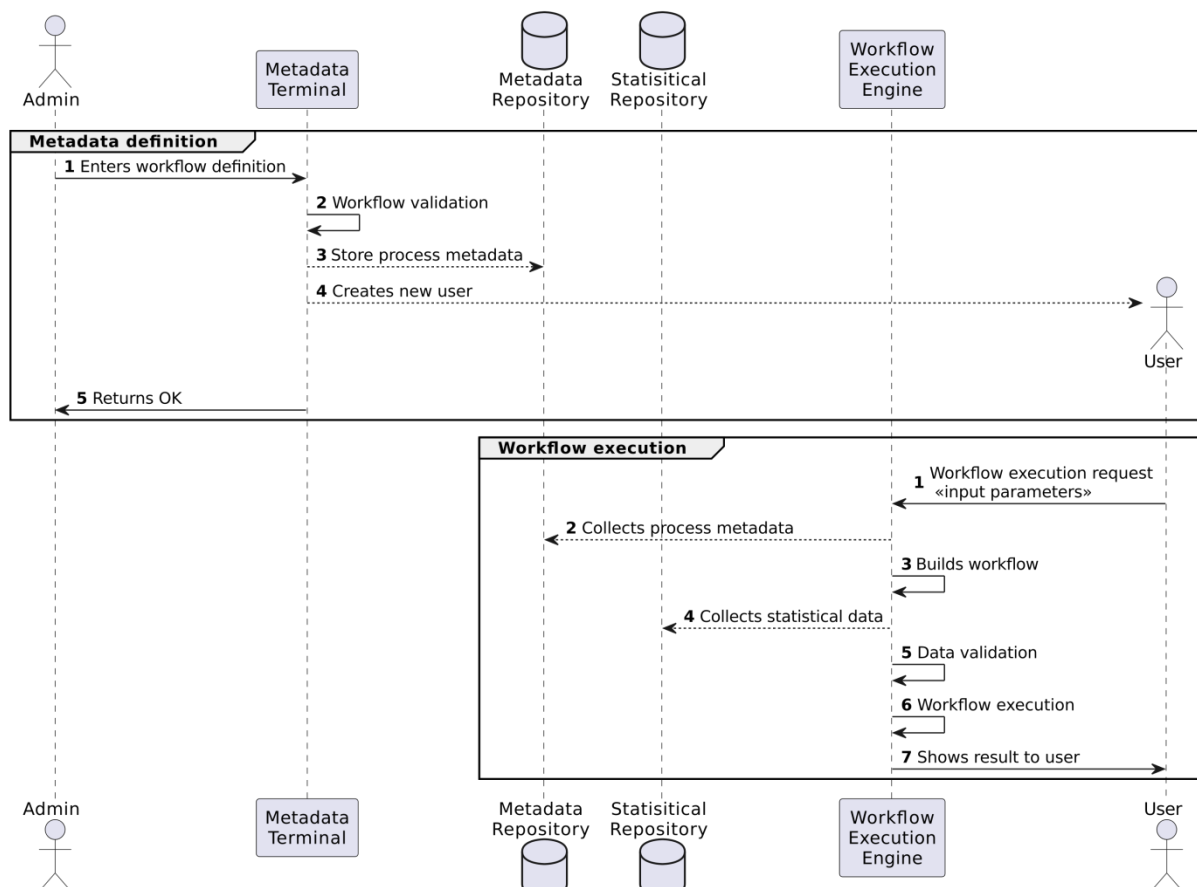 Admin
Metadata
Terminal
Metadata
Repository
Statisitical
Repository
Workflow
Execution
Engine
Metadata definition
1 Enters workflow definition
2 Workflow validation
3 Store process metadata
4 Creates new user
User
5 Returns OK
Workflow execution
1 Workflow execution request
«input parameters»
2 Collects process metadata
3 Builds workflow
4 Collects statistical data
5 Data validation
6 Workflow execution
7 Shows result to user
Admin
Metadata
Terminal
Metadata
Repository
Statisitical
Repository
Workflow
Execution
Engine
User